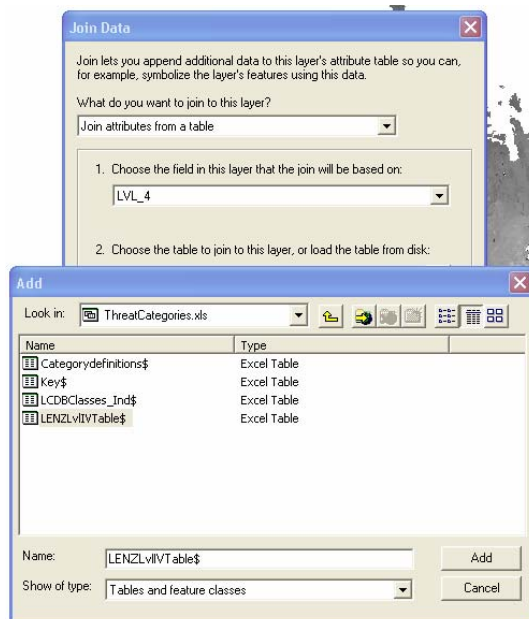 Join Data
Join lets you append additional data to this layer's attribute table so you can,
for example, symbolize the layer's features using this data.
What do you want to join to this layer?
Join attributes from a table
1. Choose the field in this layer that the join will be based on:
LVL_4
2. Choose the table to join to this layer, or load the table from disk:
Add
Look in: ThreatCategories.xls
Name Type
Categorydefinitions$ Excel Table
Key$ Excel Table
LCDBClasses_Ind$ Excel Table
LENZLvlIVTable$ Excel Table
Name: LENZLvlIVTable$ Add
Show of type: Tables and feature classes Cancel